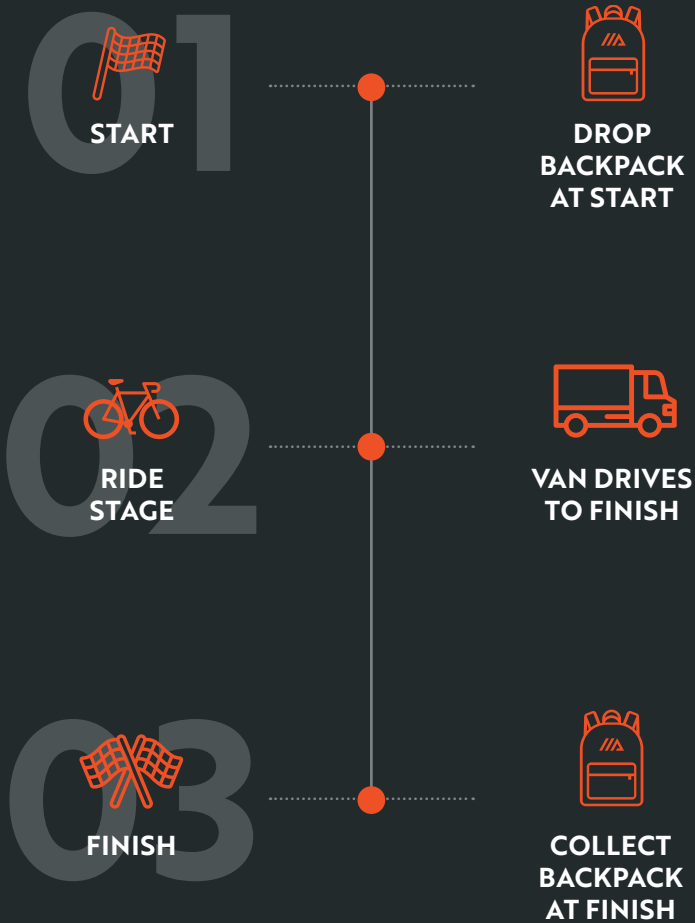 01
START
DROP
BACKPACK
AT START
02
RIDE
STAGE
VAN DRIVES
TO FINISH
03
FINISH
COLLECT
BACKPACK
AT FINISH